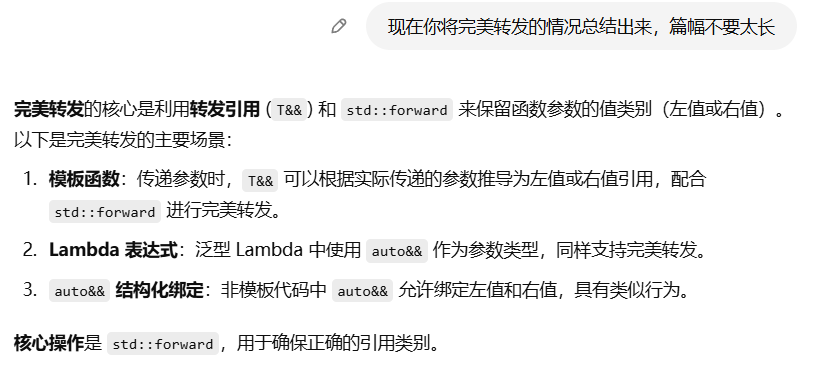 现在你将完美转发的情况总结出来，篇幅不要太长
完美转发的核心是利用转发引用 (T&&) 和 std::forward 来保留函数参数的值类别（左值或右值）。
以下是完美转发的主要场景：
1. 模板函数：传递参数时，T&& 可以根据实际传递的参数推导为左值或右值引用，配合
std::forward 进行完美转发。
2. Lambda 表达式：泛型 Lambda 中使用 auto&& 作为参数类型，同样支持完美转发。
3. auto&& 结构化绑定：非模板代码中 auto&& 允许绑定左值和右值，具有类似行为。
核心操作是 std::forward，用于确保正确的引用类别。